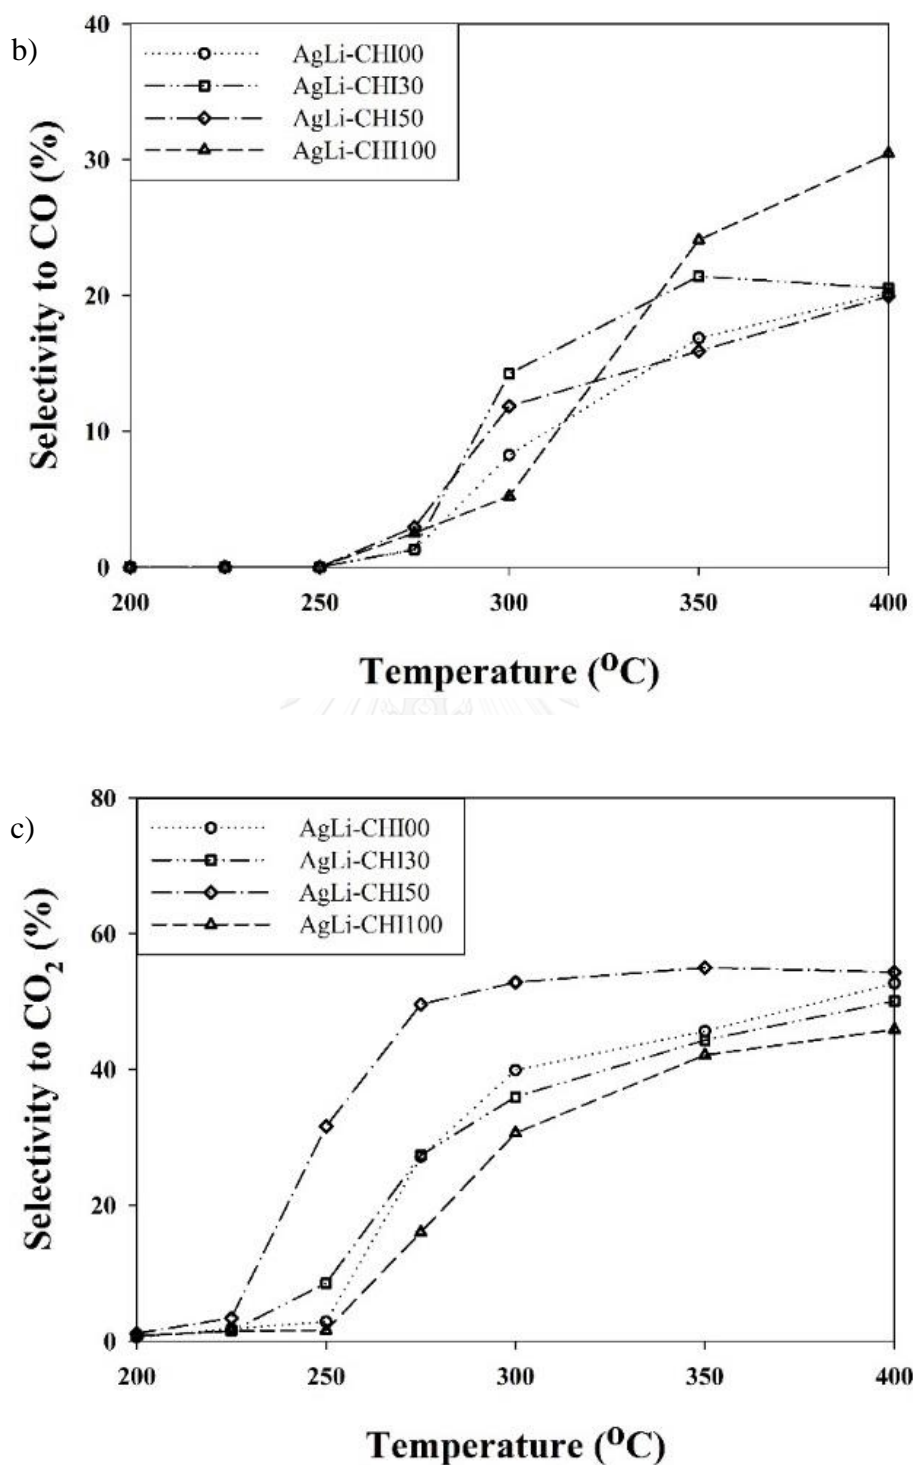 b)
40
30
20
10
0
Selectivity to CO (%)
AgLi-CHI00
AgLi-CHI30
AgLi-CHI50
AgLi-CHI100
200
250
300
350
400
Temperature (°C)
c)
80
60
40
20
0
Selectivity to CO₂ (%)
AgLi-CHI00
AgLi-CHI30
AgLi-CHI50
AgLi-CHI100
200
250
300
350
400
Temperature (°C)